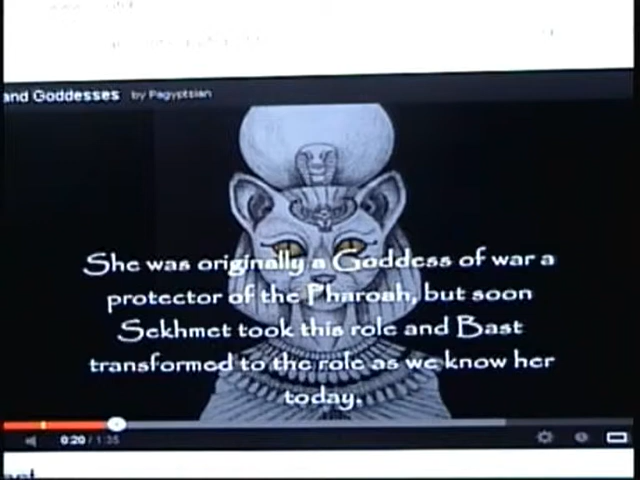 and Goddesses by Pagyptsian
She was originally a Goddess of war a
protector of the Pharoah, but soon
Sekhmet took this role and Bast
transformed to the role as we know her
today.
0:20 / 1:35